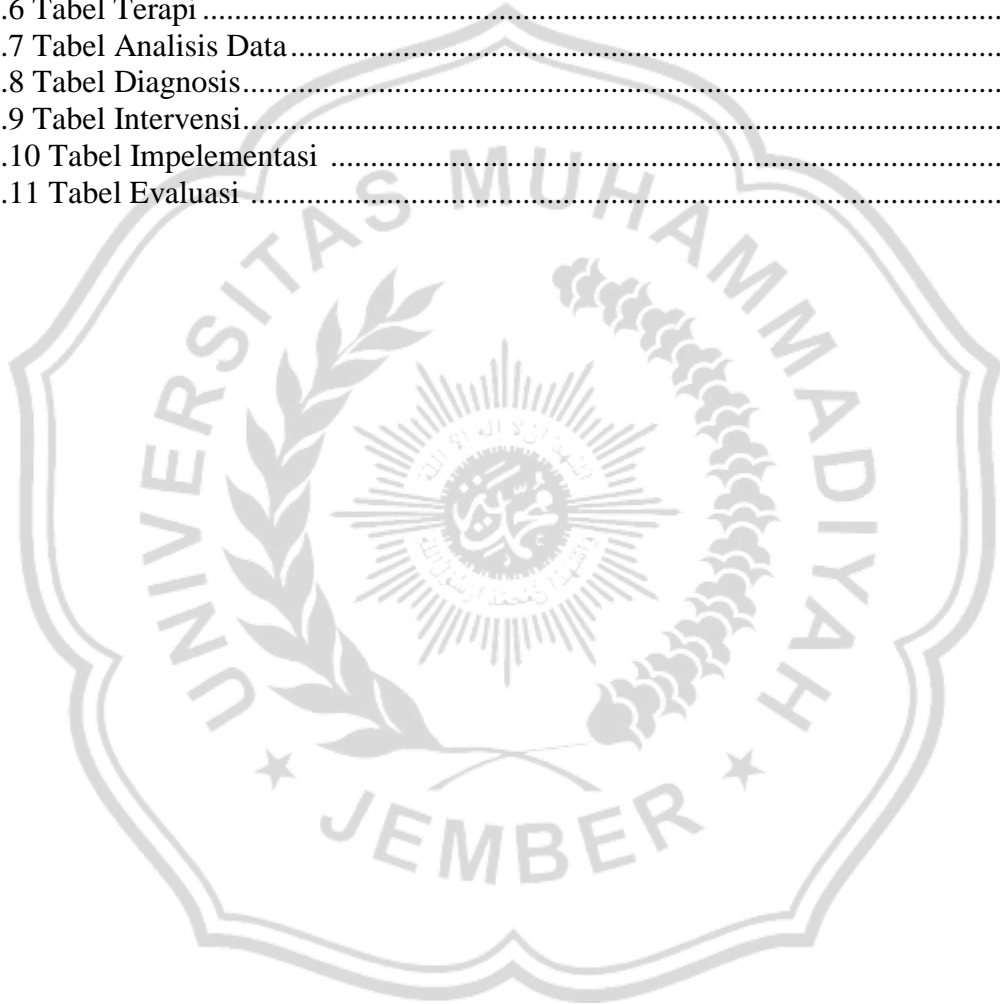 .6 Tabel Terapi ....................................................................................................
.7 Tabel Analisis Data.........................................................................................
.8 Tabel Diagnosis...............................................................................................
.9 Tabel Intervensi...............................................................................................
.10 Tabel Impelementasi ....................................................................................
.11 Tabel Evaluasi ..............................................................................................
UNIVERSITAS MUHAMMADIYAH
JEMBER